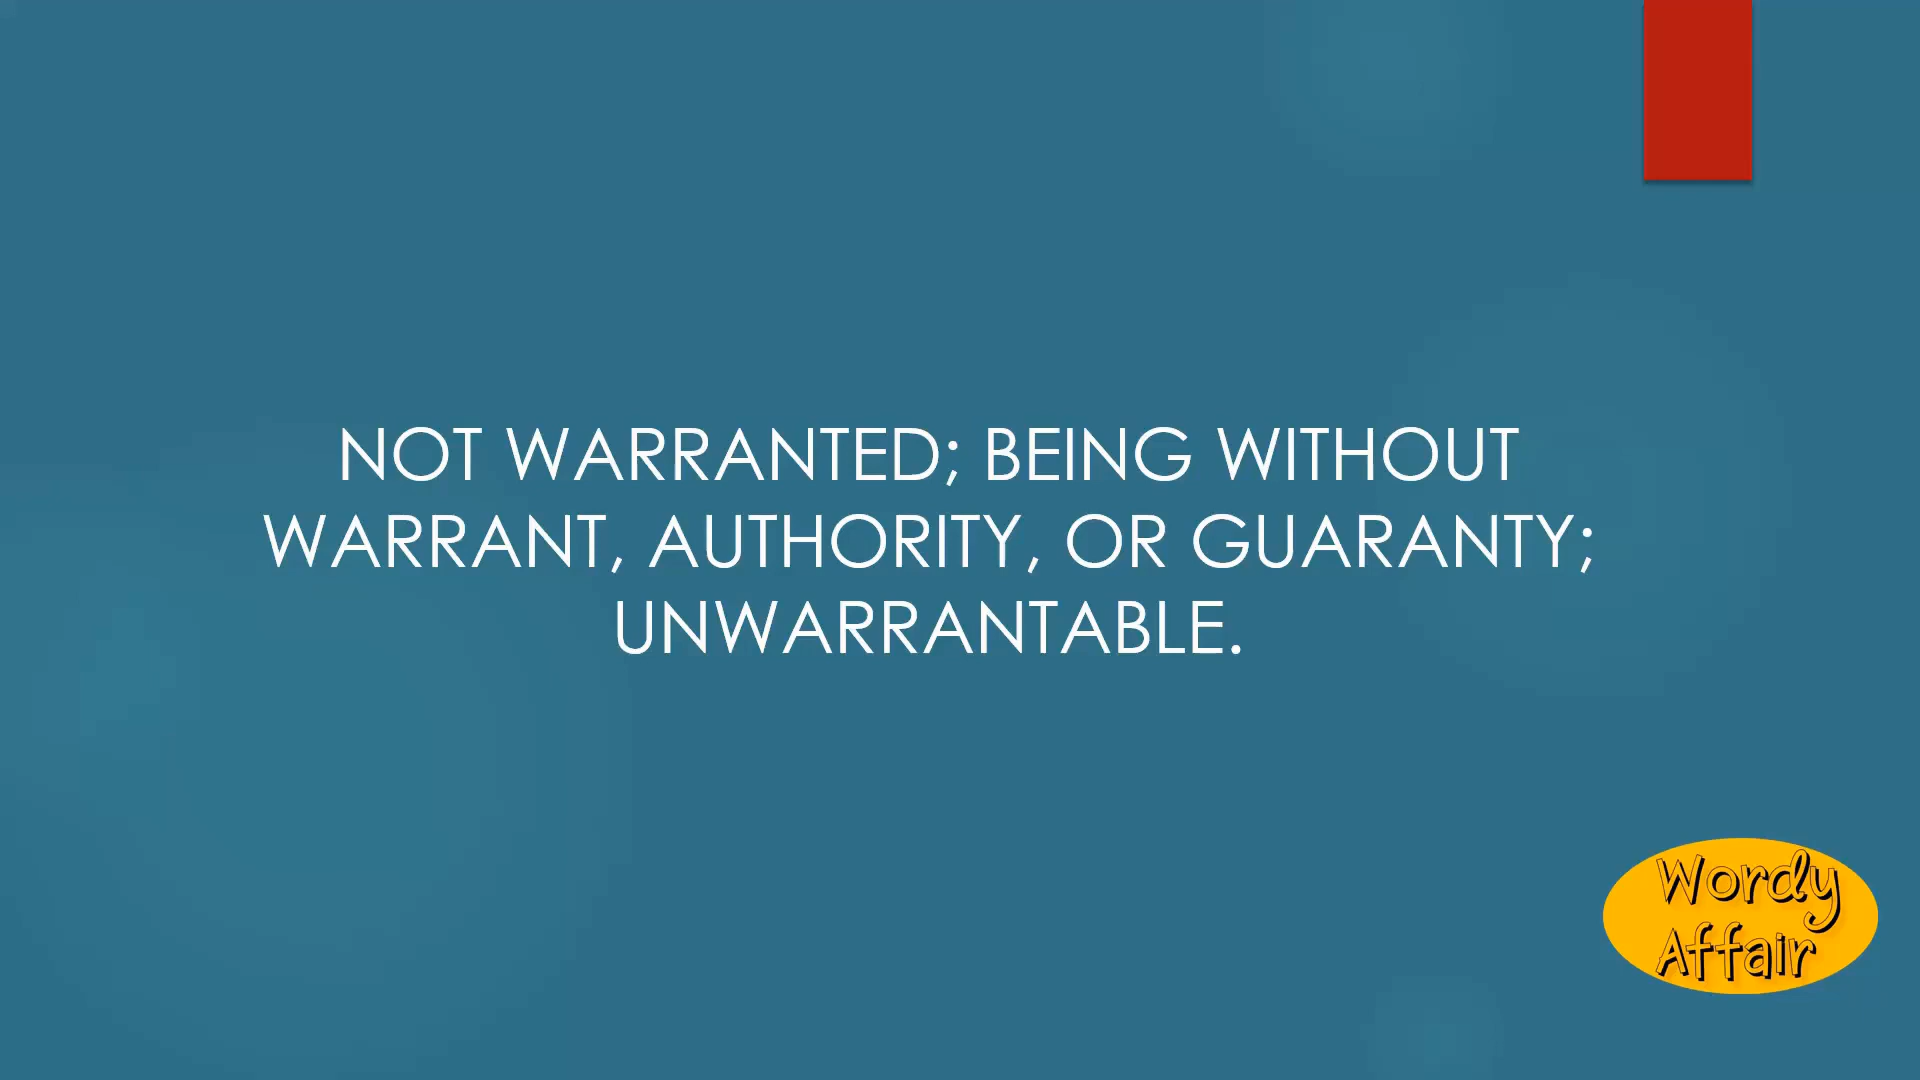 NOT WARRANTED; BEING WITHOUT
WARRANT, AUTHORITY, OR GUARANTY;
UNWARRANTABLE.
Wordy
Affair